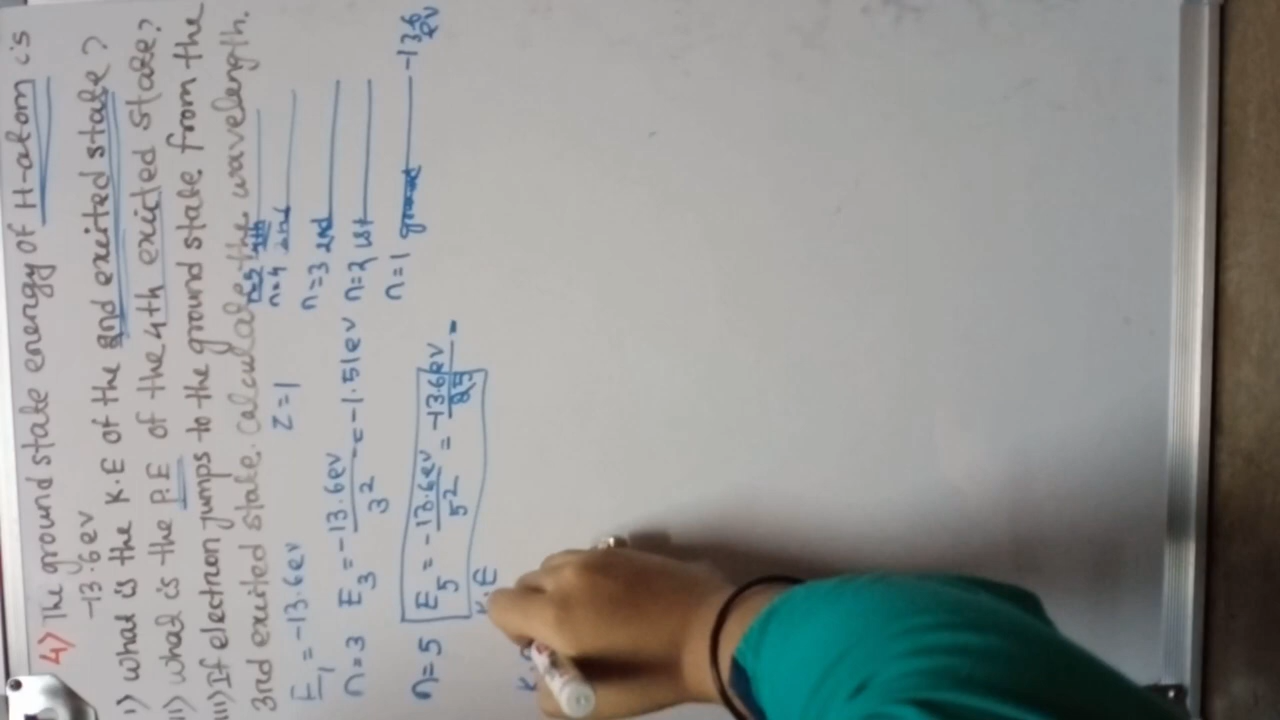 4) The ground state energy of H-atom is
-13.6ev
i) what is the K.E of the 2nd excited state?
ii) what is the P.E of the 4th excited state?
iii) If electron jumps to the ground state from the
3rd excited state. calculate the wavelength.
E1 = -13.6ev Z=1
n=3 E3 = -13.6ev/3² = -1.51ev
n=5 E5 = -13.6ev/5² = -13.6ev/25 =
K.E
n=5 4th
n=4
n=3 2nd
n=2 1st
n=1 ground -13.6 ev